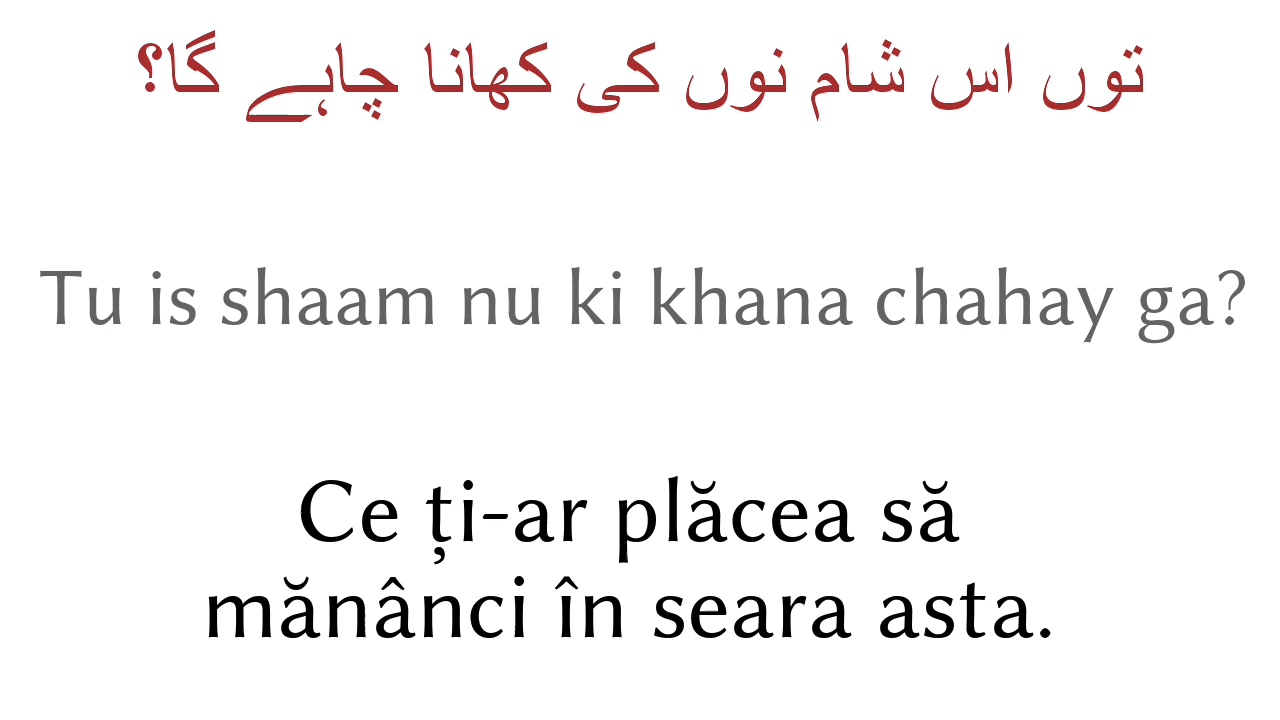 توں اس شام نوں کی کھانا چاہے گا؟
Tu is shaam nu ki khana chahay ga?
Ce ți-ar plăcea să
mănânci în seara asta.